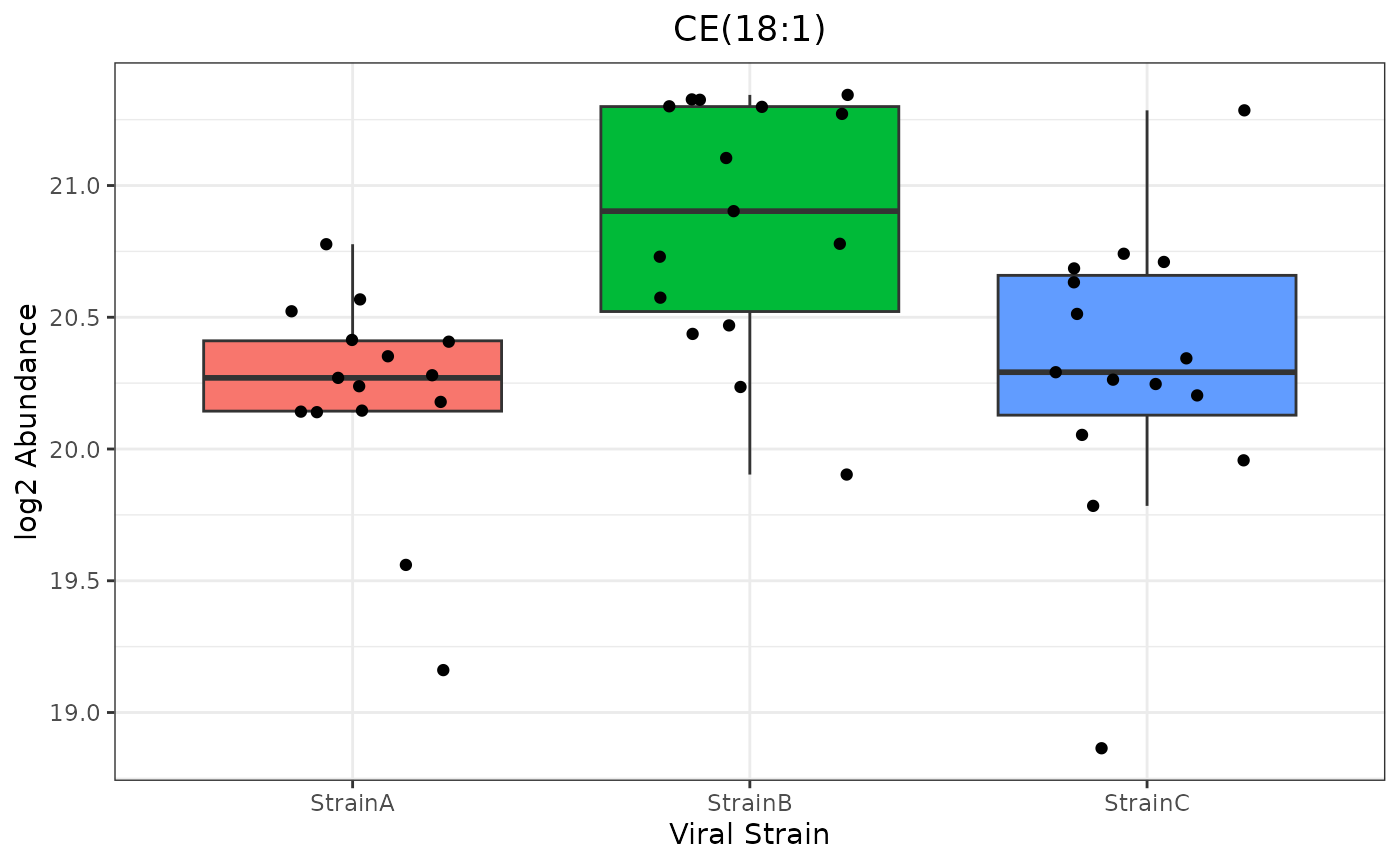 CE(18:1)
log2 Abundance
21.0
20.5
20.0
19.5
19.0
StrainA
StrainB
StrainC
Viral Strain